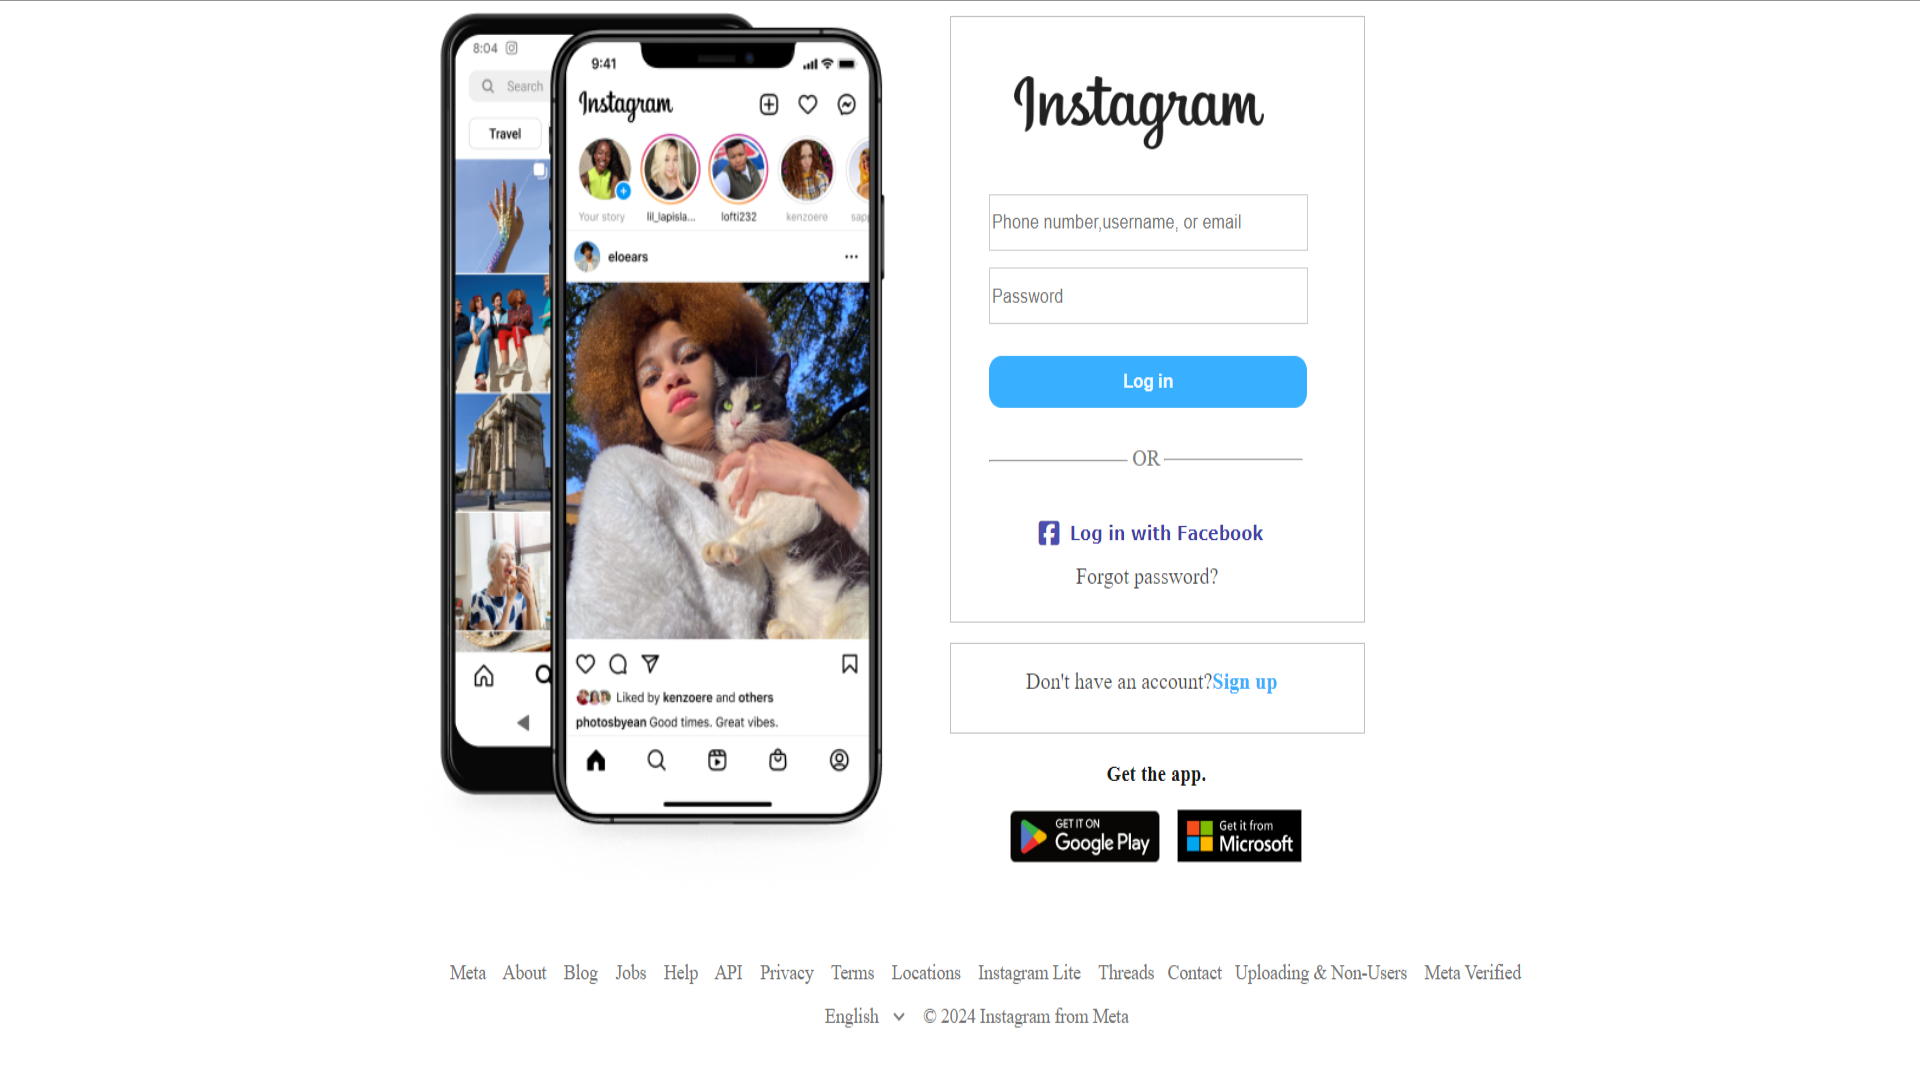 8:04
Search
Travel
9:41
Instagram
Your story
lil_lapisla...
lofti232
kenzoere
sapp
eloears
Liked by kenzoere and others
photosbyean Good times. Great vibes.
Instagram
Phone number,username, or email
Password
Log in
OR
Log in with Facebook
Forgot password?
Don't have an account?Sign up
Get the app.
GET IT ON
Google Play
Get it from
Microsoft
Meta About Blog Jobs Help API Privacy Terms Locations Instagram Lite Threads Contact Uploading & Non-Users Meta Verified
English © 2024 Instagram from Meta